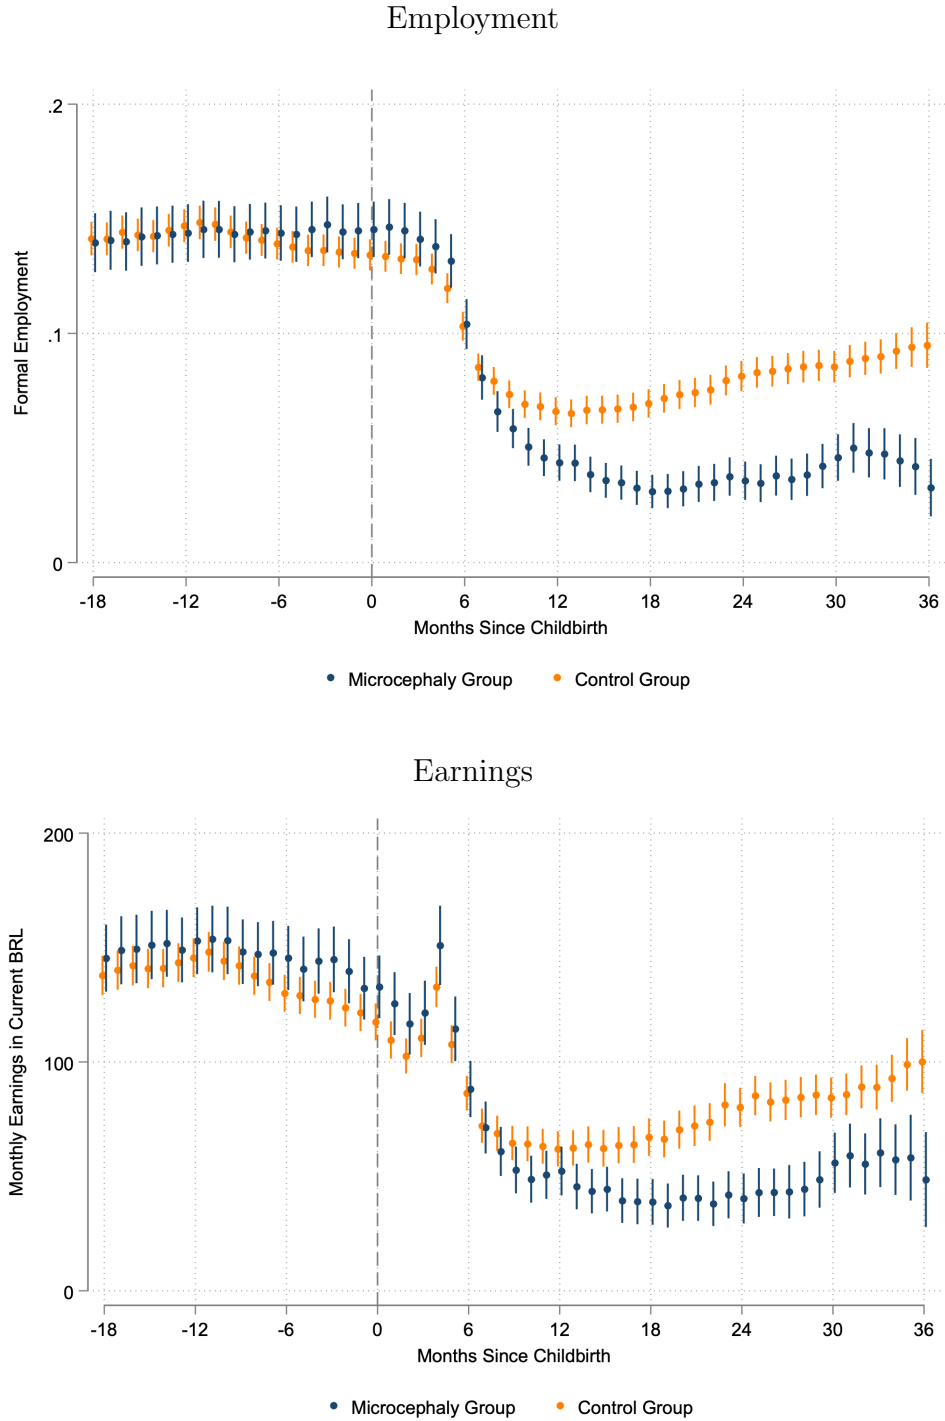 Employment
.2
.1
0
Formal Employment
-18 -12 -6 0 6 12 18 24 30 36
Months Since Childbirth
Microcephaly Group Control Group
Earnings
200
100
0
Monthly Earnings in Current BRL
-18 -12 -6 0 6 12 18 24 30 36
Months Since Childbirth
Microcephaly Group Control Group